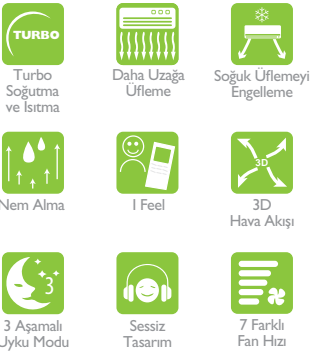 TURBO
Turbo
Soğutma
ve Isıtma
Daha Uzağa
Üfleme
Soğuk Üflemeyi
Engelleme
Nem Alma
I Feel
3D
3D
Hava Akışı
3
3 Aşamalı
Uyku Modu
Sessiz
Tasarım
7 Farklı
Fan Hızı